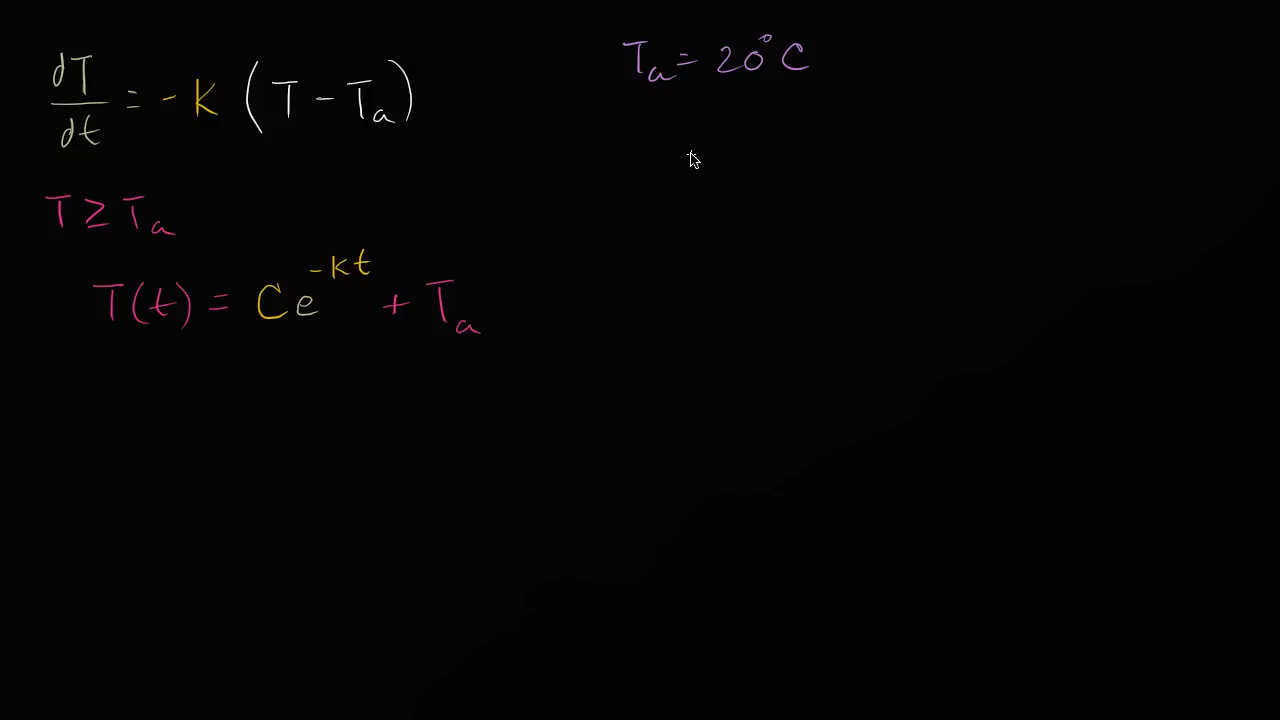 dT/dt = -k (T - Tₐ)
T ≥ Tₐ
T(t) = Ce^(-kt) + Tₐ
Tₐ = 20° C